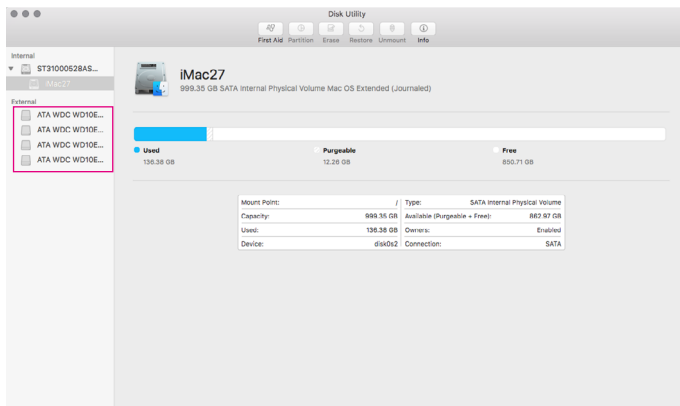 Disk Utility
First Aid Partition Erase Restore Unmount Info
Internal
ST31000528AS...
iMac27
External
ATA WDC WD10E...
ATA WDC WD10E...
ATA WDC WD10E...
ATA WDC WD10E...
iMac27
999.35 GB SATA Internal Physical Volume Mac OS Extended (Journaled)
Used Purgeable Free
136.38 GB 12.26 GB 850.71 GB
Mount Point: / Type: SATA Internal Physical Volume
Capacity: 999.35 GB Available (Purgeable + Free): 862.97 GB
Used: 136.38 GB Owners: Enabled
Device: disk0s2 Connection: SATA